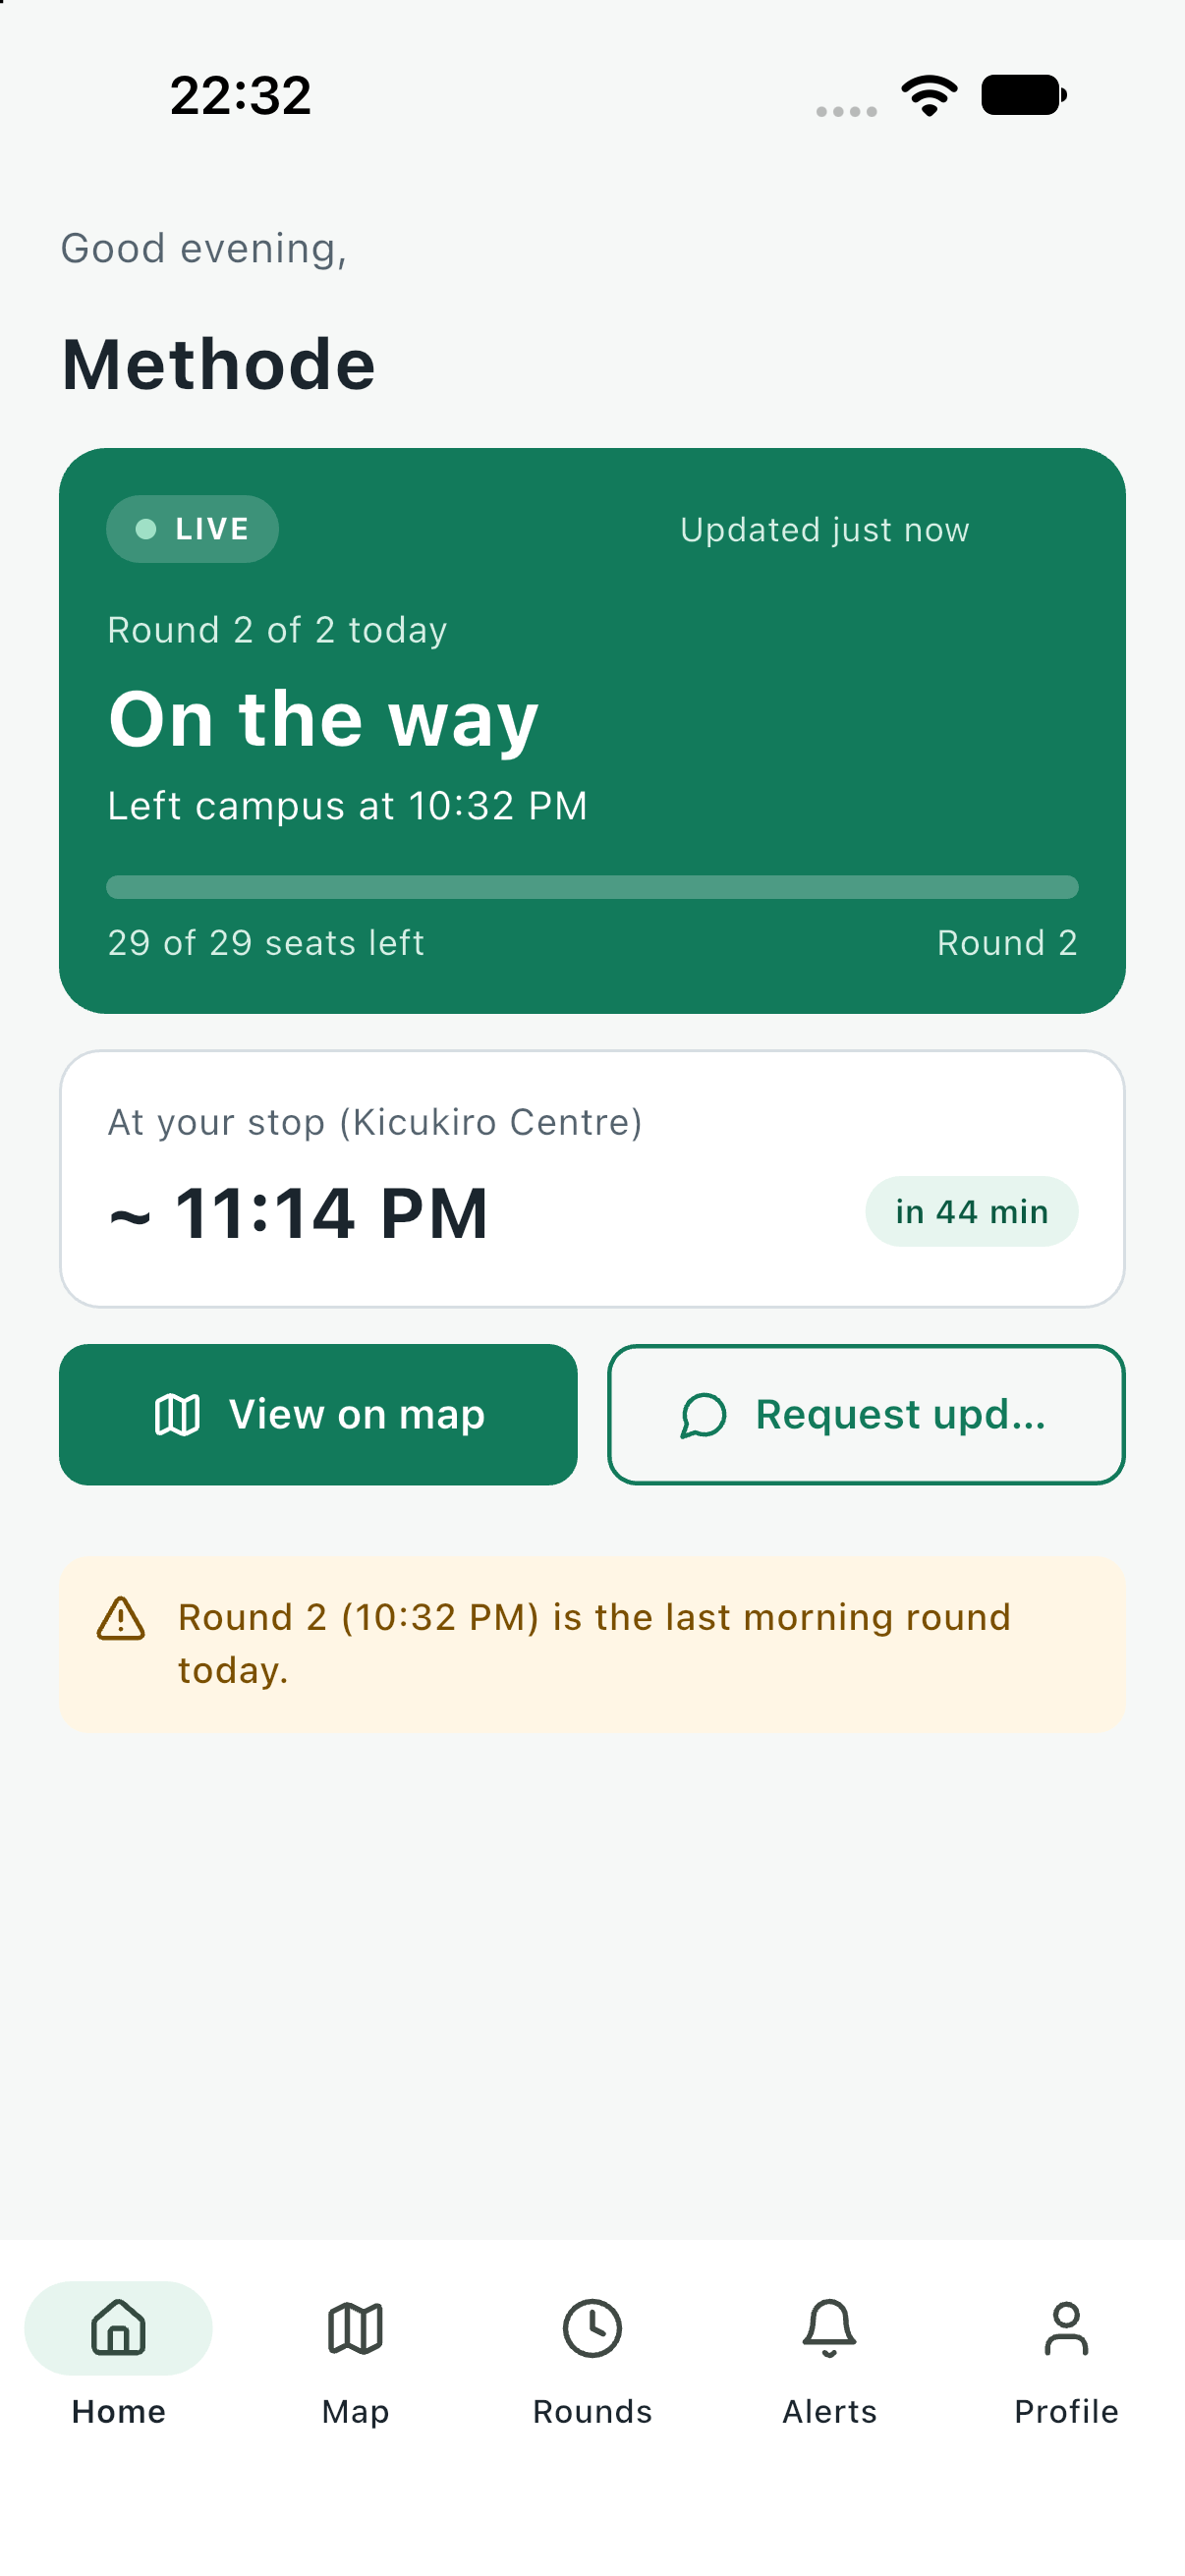 22:32
Good evening,
Methode
LIVE
Updated just now
Round 2 of 2 today
On the way
Left campus at 10:32 PM
29 of 29 seats left
Round 2
At your stop (Kicukiro Centre)
~ 11:14 PM
in 44 min
View on map
Request upd...
Round 2 (10:32 PM) is the last morning round
today.
Home
Map
Rounds
Alerts
Profile